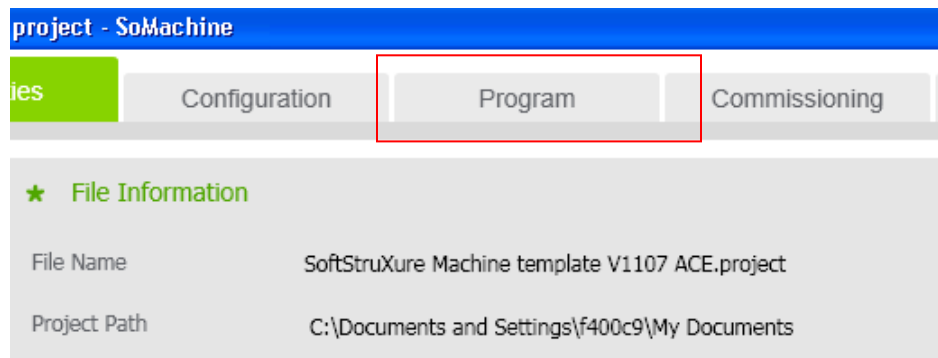 project - SoMachine
ies Configuration Program Commissioning
File Information
File Name SoftStruXure Machine template V1107 ACE.project
Project Path C:\Documents and Settings\f400c9\My Documents